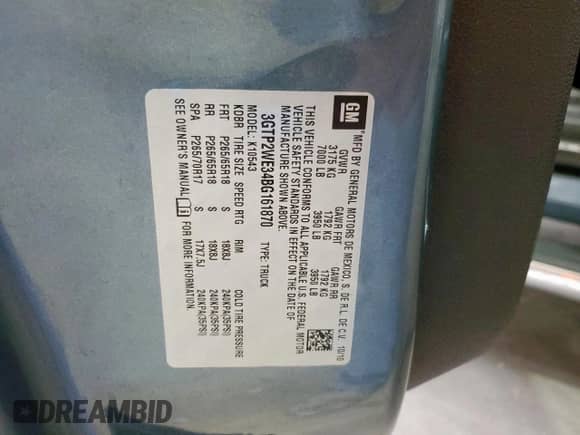 GM
MFD BY GENERAL MOTORS DE MEXICO, S. DE R.L. DE C.V. 10/10
GVWR GAWR FRT GAWR RR
3175 KG 1792 KG 1792 KG
7000 LB 3950 LB 3950 LB
THIS VEHICLE CONFORMS TO ALL APPLICABLE U.S. FEDERAL MOTOR
VEHICLE SAFETY STANDARDS IN EFFECT ON THE DATE OF
MANUFACTURE SHOWN ABOVE.
3GTP2WE34BG161870 TYPE: TRUCK
MODEL: K10543
KDBR TIRE SIZE SPEED RTG RIM COLD TIRE PRESSURE
FRT P265/65R18 S 18X8J 240KPA(35PSI)
RR P265/65R18 S 18X8J 240KPA(35PSI)
SPA P265/70R17 S 17X7.5J 240KPA(35PSI)
SEE OWNER'S MANUAL FOR MORE INFORMATION.
DREAMBID